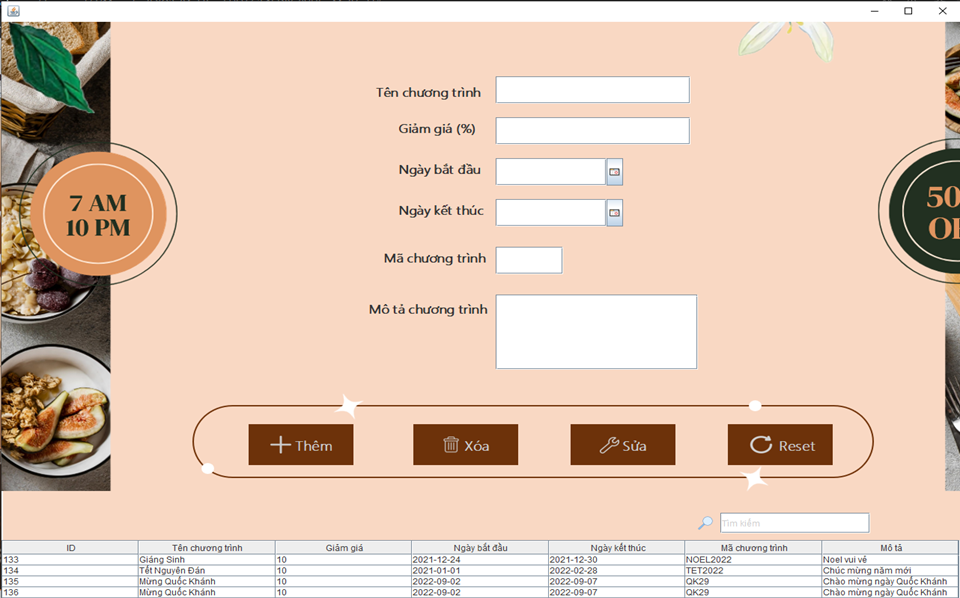 Tên chương trình
Giảm giá (%)
Ngày bắt đầu
7 AM
10 PM
50
Ngày kết thúc
Mã chương trình
Mô tả chương trình
Thêm
Xóa
Sửa
Reset
Tìm kiếm
ID Tên chương trình Giảm giá Ngày bắt đầu Ngày kết thúc Mã chương trình Mô tả
133 Giáng Sinh 10 2021-12-24 2021-12-30 NOEL2022 Noel vui vẻ
134 Tết Nguyên Đán 10 2021-01-01 2022-02-28 TET2022 Chúc mừng năm mới
135 Mừng Quốc Khánh 10 2022-09-02 2022-09-07 QK29 Chào mừng ngày Quốc Khánh
136 Mừng Quốc Khánh 10 2022-09-02 2022-09-07 QK29 Chào mừng ngày Quốc Khánh